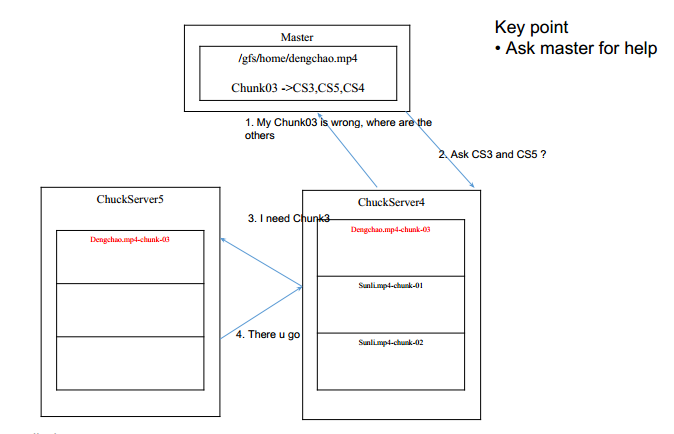 Key point
• Ask master for help
Master
/gfs/home/dengchao.mp4
Chunk03 ->CS3,CS5,CS4
1. My Chunk03 is wrong, where are the
others
2. Ask CS3 and CS5 ?
ChuckServer5
Dengchao.mp4-chunk-03
ChuckServer4
3. I need Chunk3
Dengchao.mp4-chunk-03
Sunli.mp4-chunk-01
4. There u go
Sunli.mp4-chunk-02